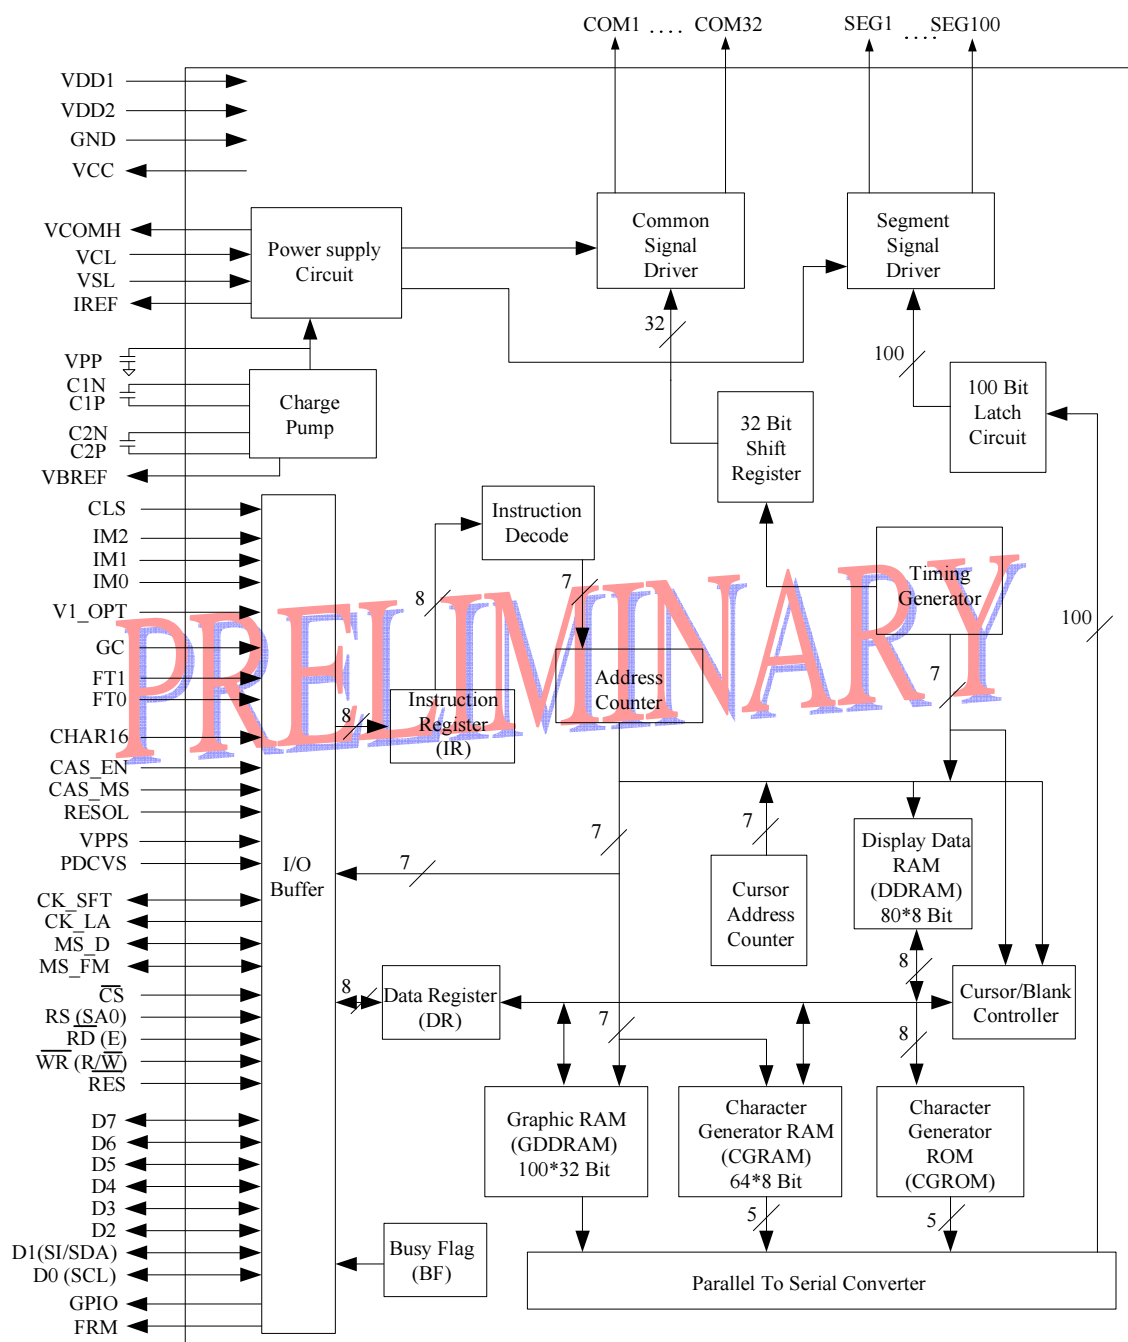 COM1 .... COM32
SEG1 .... SEG100
VDD1
VDD2
GND
VCC
VCOMH
VCL
VSL
IREF
Power supply
Circuit
Common
Signal
Driver
Segment
Signal
Driver
32
100
VPP
C1N
C1P
C2N
C2P
VBREF
Charge
Pump
32 Bit
Shift
Register
100 Bit
Latch
Circuit
CLS
IM2
IM1
IM0
V1_OPT
GC
FT1
FT0
CHAR16
CAS_EN
CAS_MS
RESOL
VPPS
PDCVS
CK_SFT
CK_LA
MS_D
MS_FM
C̅S̅
RS (SA0)
R̅D̅ (E)
W̅R̅ (R/W̅)
R̅E̅S̅
D7
D6
D5
D4
D3
D2
D1(SI/SDA)
D0 (SCL)
GPIO
FRM
I/O
Buffer
Instruction
Decode
8
7
Timing
Generator
100
PRELIMINARY
Address
Counter
7
8
Instruction
Register
(IR)
7
7
7
Cursor
Address
Counter
Display Data
RAM
(DDRAM)
80*8 Bit
8
8
Data Register
(DR)
Cursor/Blank
Controller
7
8
Graphic RAM
(GDDRAM)
100*32 Bit
Character
Generator RAM
(CGRAM)
64*8 Bit
Character
Generator
ROM
(CGROM)
5
5
Busy Flag
(BF)
Parallel To Serial Converter